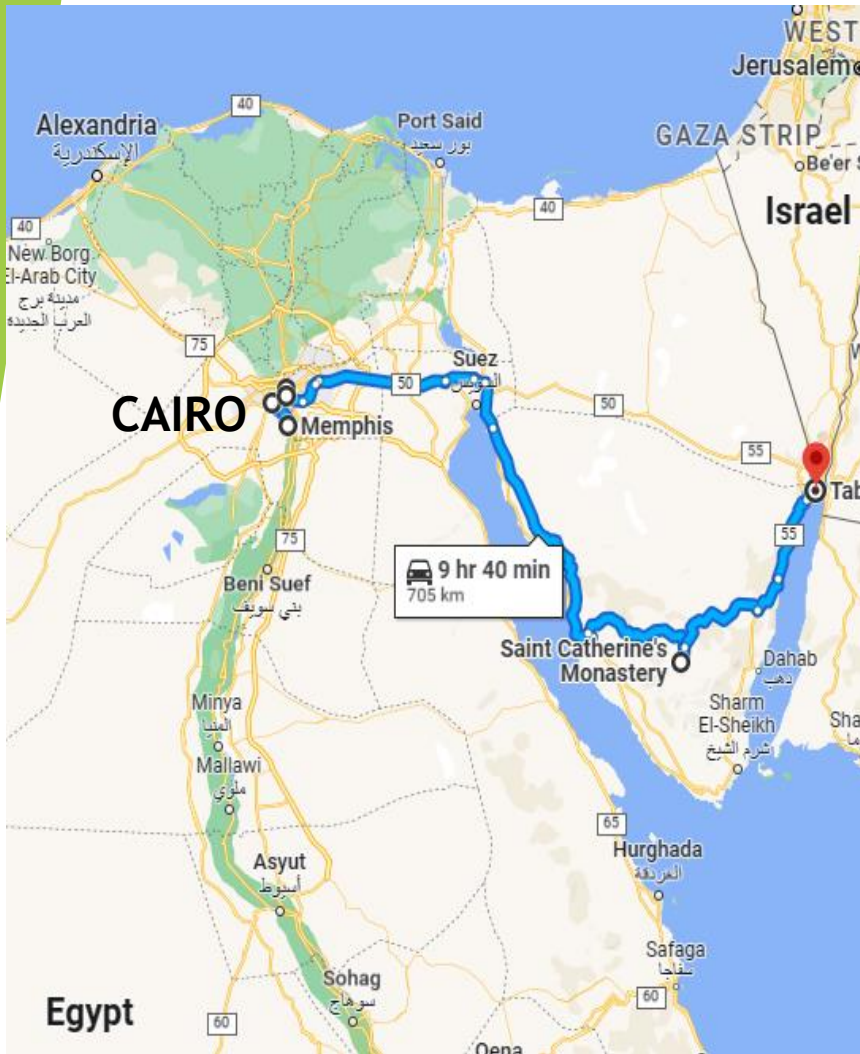 WEST
Jerusalem
40
Alexandria
الإسكندرية
Port Said
بور سعيد
GAZA STRIP
Be'er S
40
Israel
40
New Borg
El-Arab City
مدينة برج
العرب الجديدة
75
Suez
السويس
50
CAIRO
Memphis
50
55
Tab
75
55
9 hr 40 min
705 km
Beni Suef
بني سويف
Saint Catherine's
Monastery
Dahab
دهب
Minya
المنيا
Sharm
El-Sheikh
شرم الشيخ
Sha
ما
Mallawi
ملوي
65
Hurghada
الغردقة
Asyut
أسيوط
Safaga
سفاجا
Sohag
سوهاج
60
Egypt
60
Qena